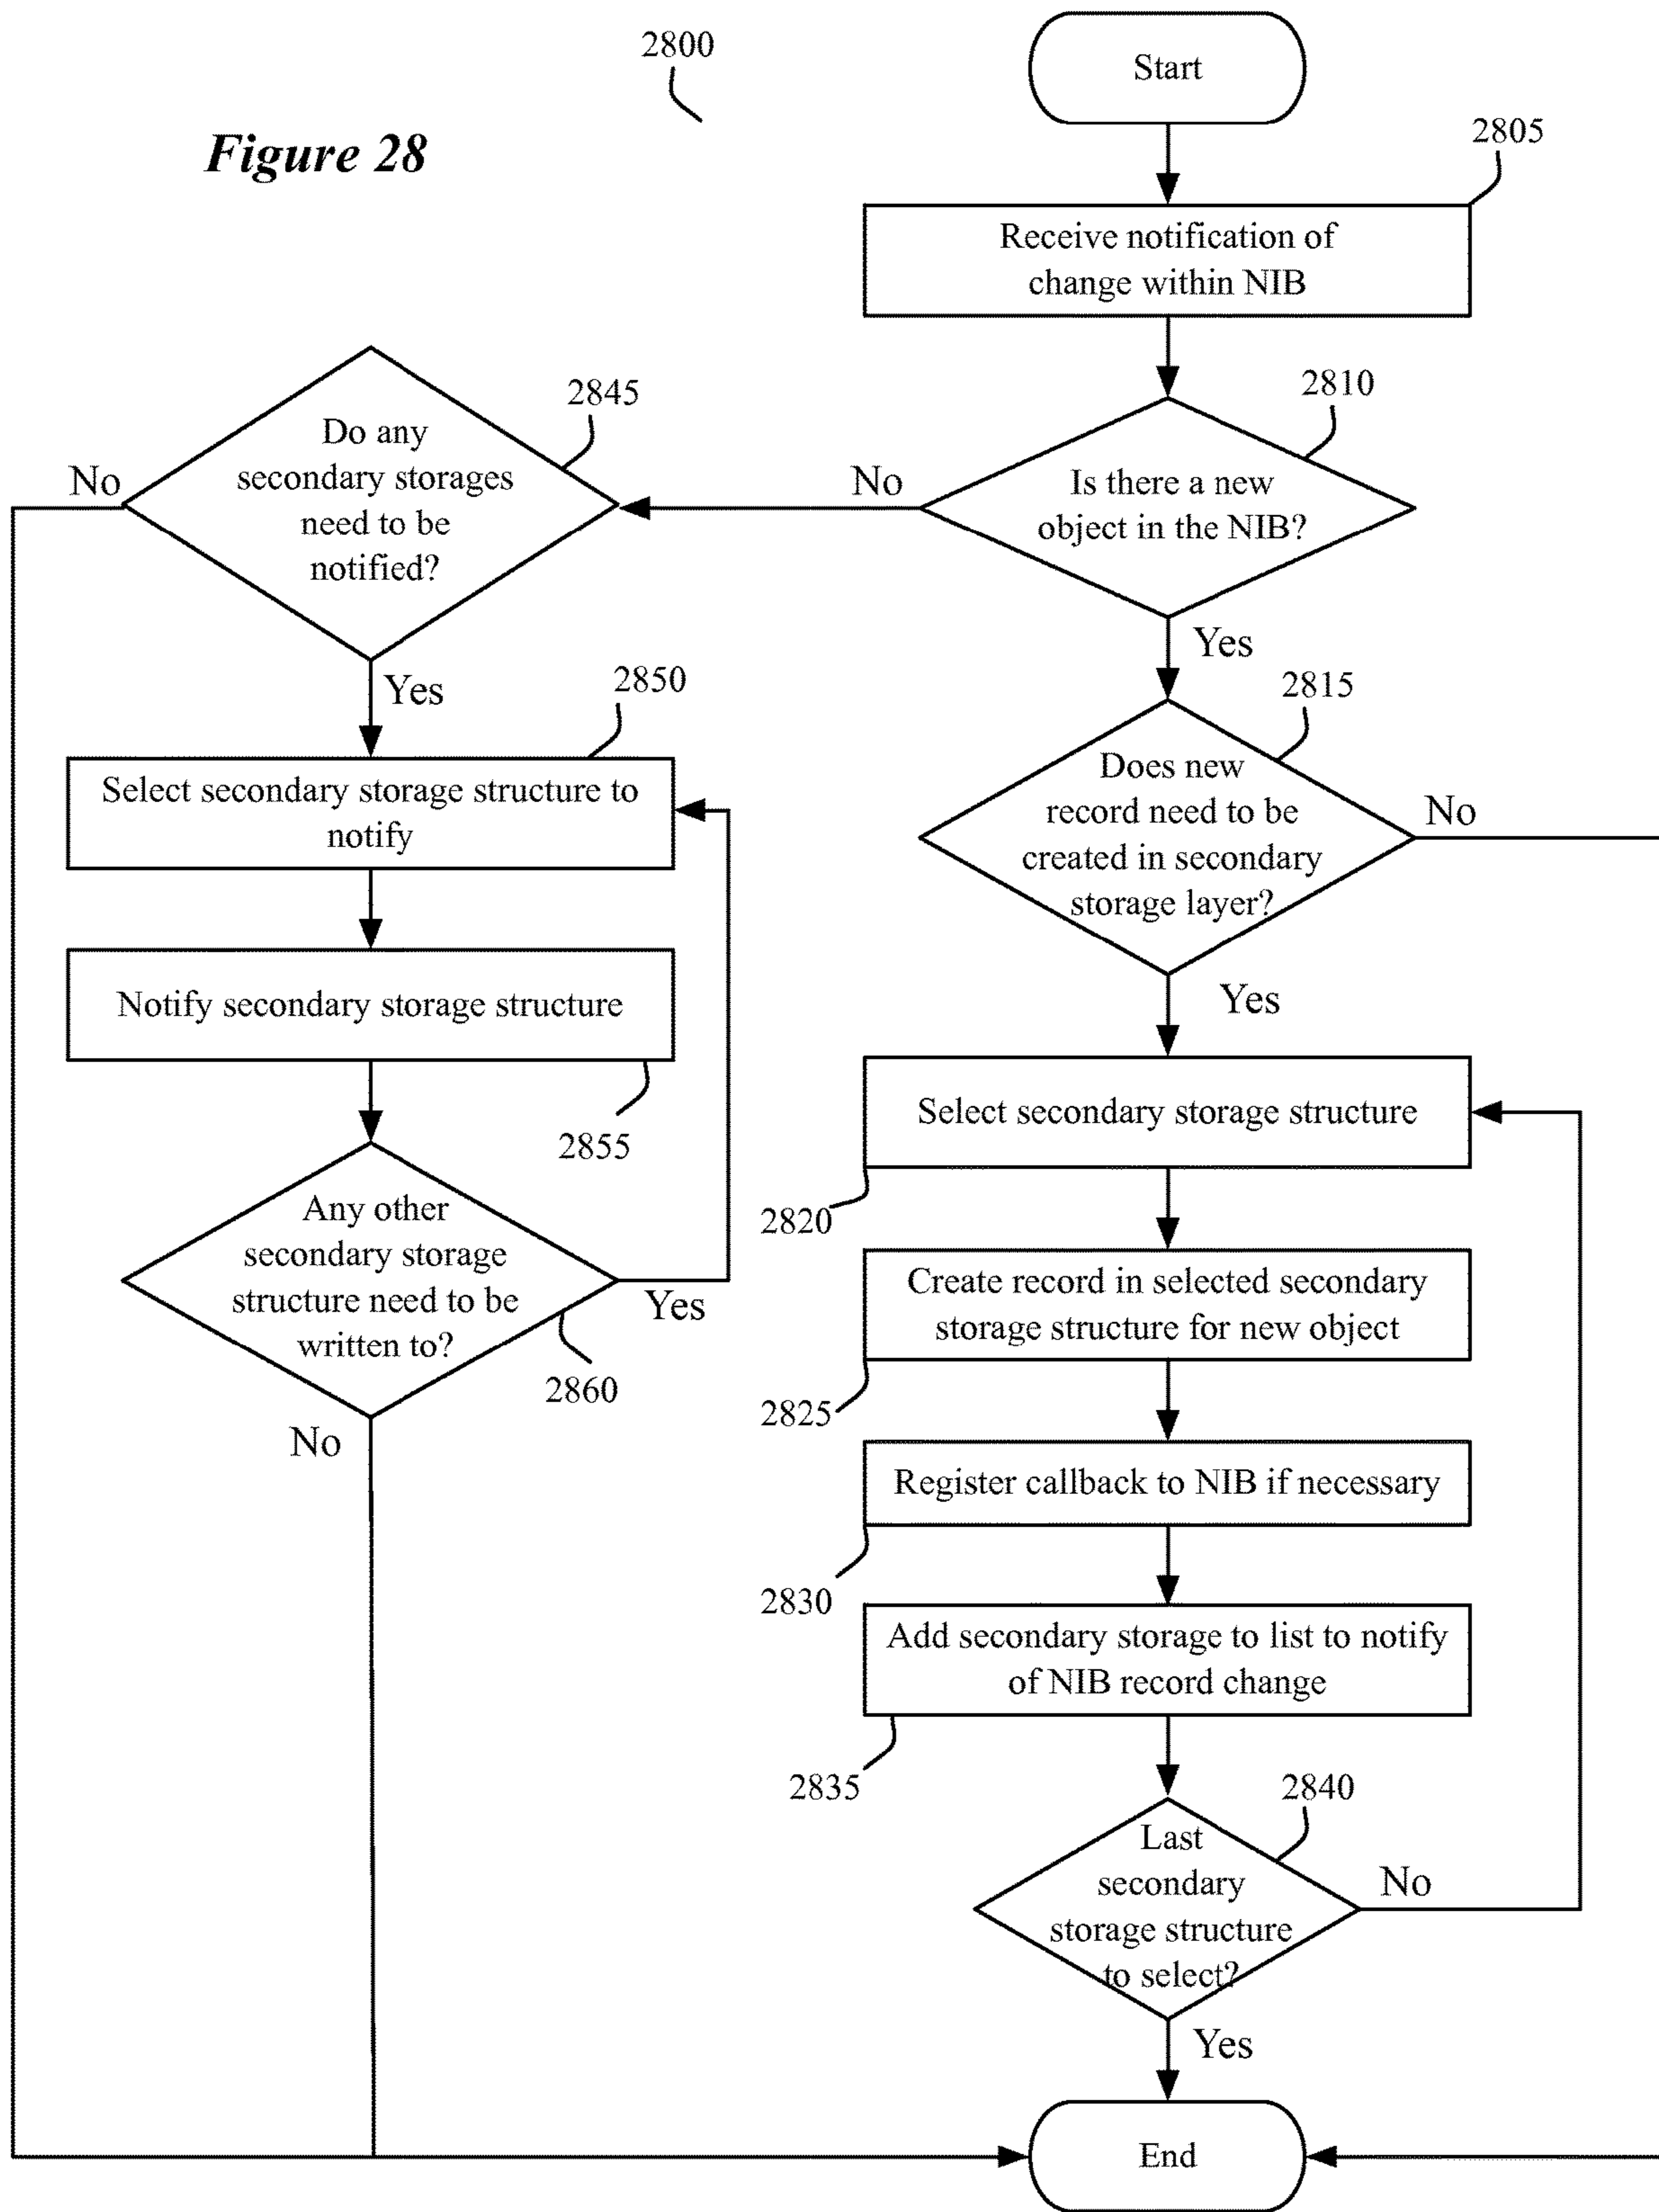 2800
Start
Figure 28
2805
Receive notification of
change within NIB
2810
Is there a new
object in the NIB?
No
Yes
2845
Do any
secondary storages
need to be
notified?
No
Yes
2850
Select secondary storage structure to
notify
Notify secondary storage structure
2855
Any other
secondary storage
structure need to be
written to?
Yes
2860
No
2815
Does new
record need to be
created in secondary
storage layer?
No
Yes
Select secondary storage structure
2820
Create record in selected secondary
storage structure for new object
2825
Register callback to NIB if necessary
2830
Add secondary storage to list to notify
of NIB record change
2835
2840
Last
secondary
storage structure
to select?
No
Yes
End